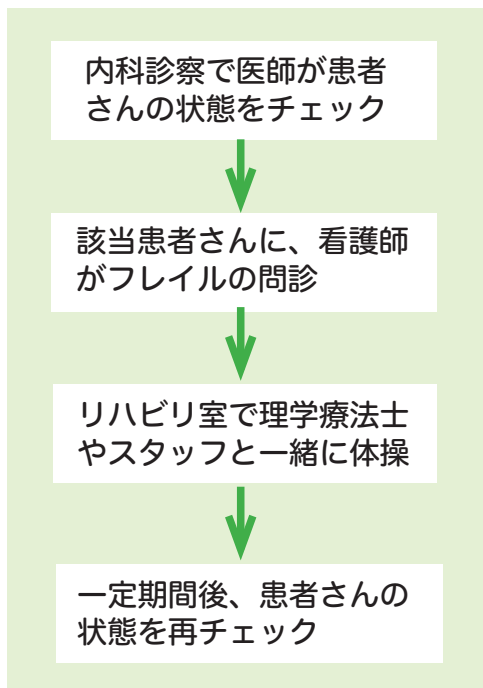 内科診察で医師が患者
さんの状態をチェック
該当患者さんに、看護師
がフレイルの問診
リハビリ室で理学療法士
やスタッフと一緒に体操
一定期間後、患者さんの
状態を再チェック